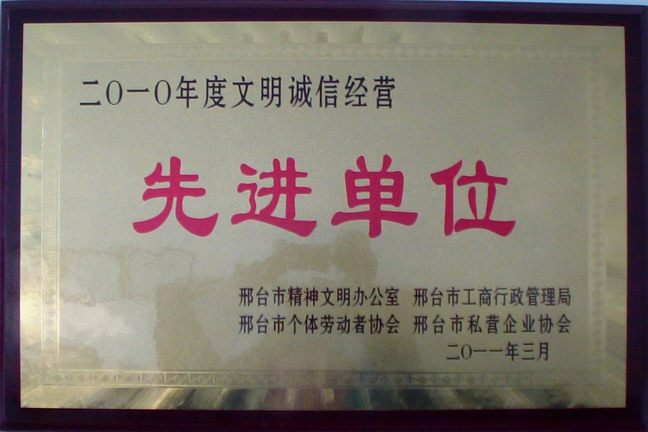 二〇一〇年度文明诚信经营
先进单位
邢台市精神文明办公室 邢台市工商行政管理局
邢台市个体劳动者协会 邢台市私营企业协会
二〇一一年三月